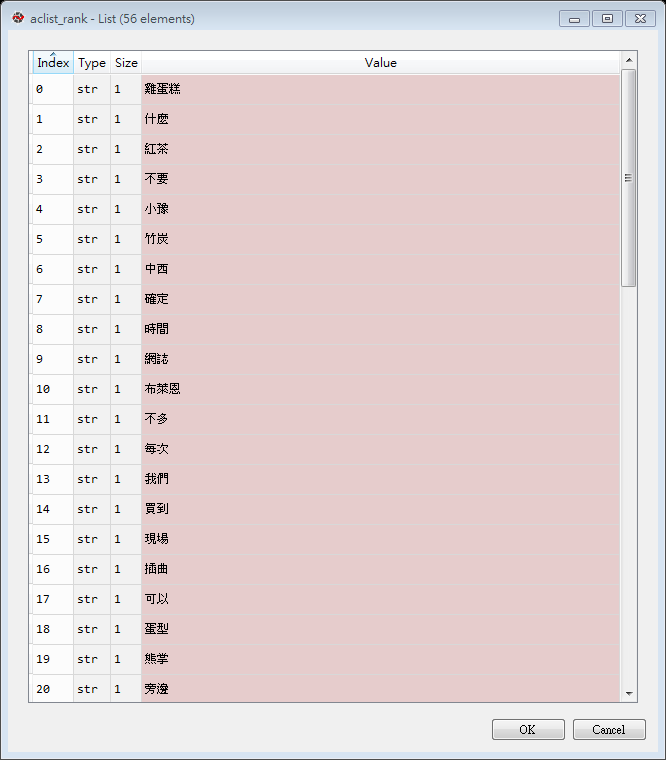 aclist_rank - List (56 elements)
Index Type Size Value
0 str 1 雞蛋糕
1 str 1 什麼
2 str 1 紅茶
3 str 1 不要
4 str 1 小豫
5 str 1 竹炭
6 str 1 中西
7 str 1 確定
8 str 1 時間
9 str 1 網誌
10 str 1 布萊恩
11 str 1 不多
12 str 1 每次
13 str 1 我們
14 str 1 買到
15 str 1 現場
16 str 1 插曲
17 str 1 可以
18 str 1 蛋型
19 str 1 熊掌
20 str 1 旁邊
OK Cancel